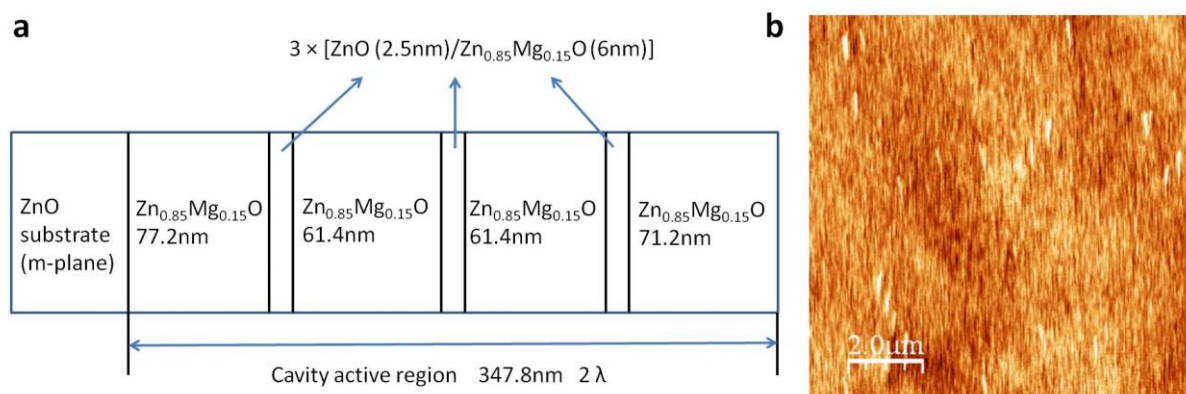 a
3 × [ZnO (2.5nm)/Zn₀.₈₅Mg₀.₁₅O (6nm)]
ZnO
substrate
(m-plane)
Zn₀.₈₅Mg₀.₁₅O
77.2nm
Zn₀.₈₅Mg₀.₁₅O
61.4nm
Zn₀.₈₅Mg₀.₁₅O
61.4nm
Zn₀.₈₅Mg₀.₁₅O
71.2nm
Cavity active region 347.8nm 2 λ
b
2.0um